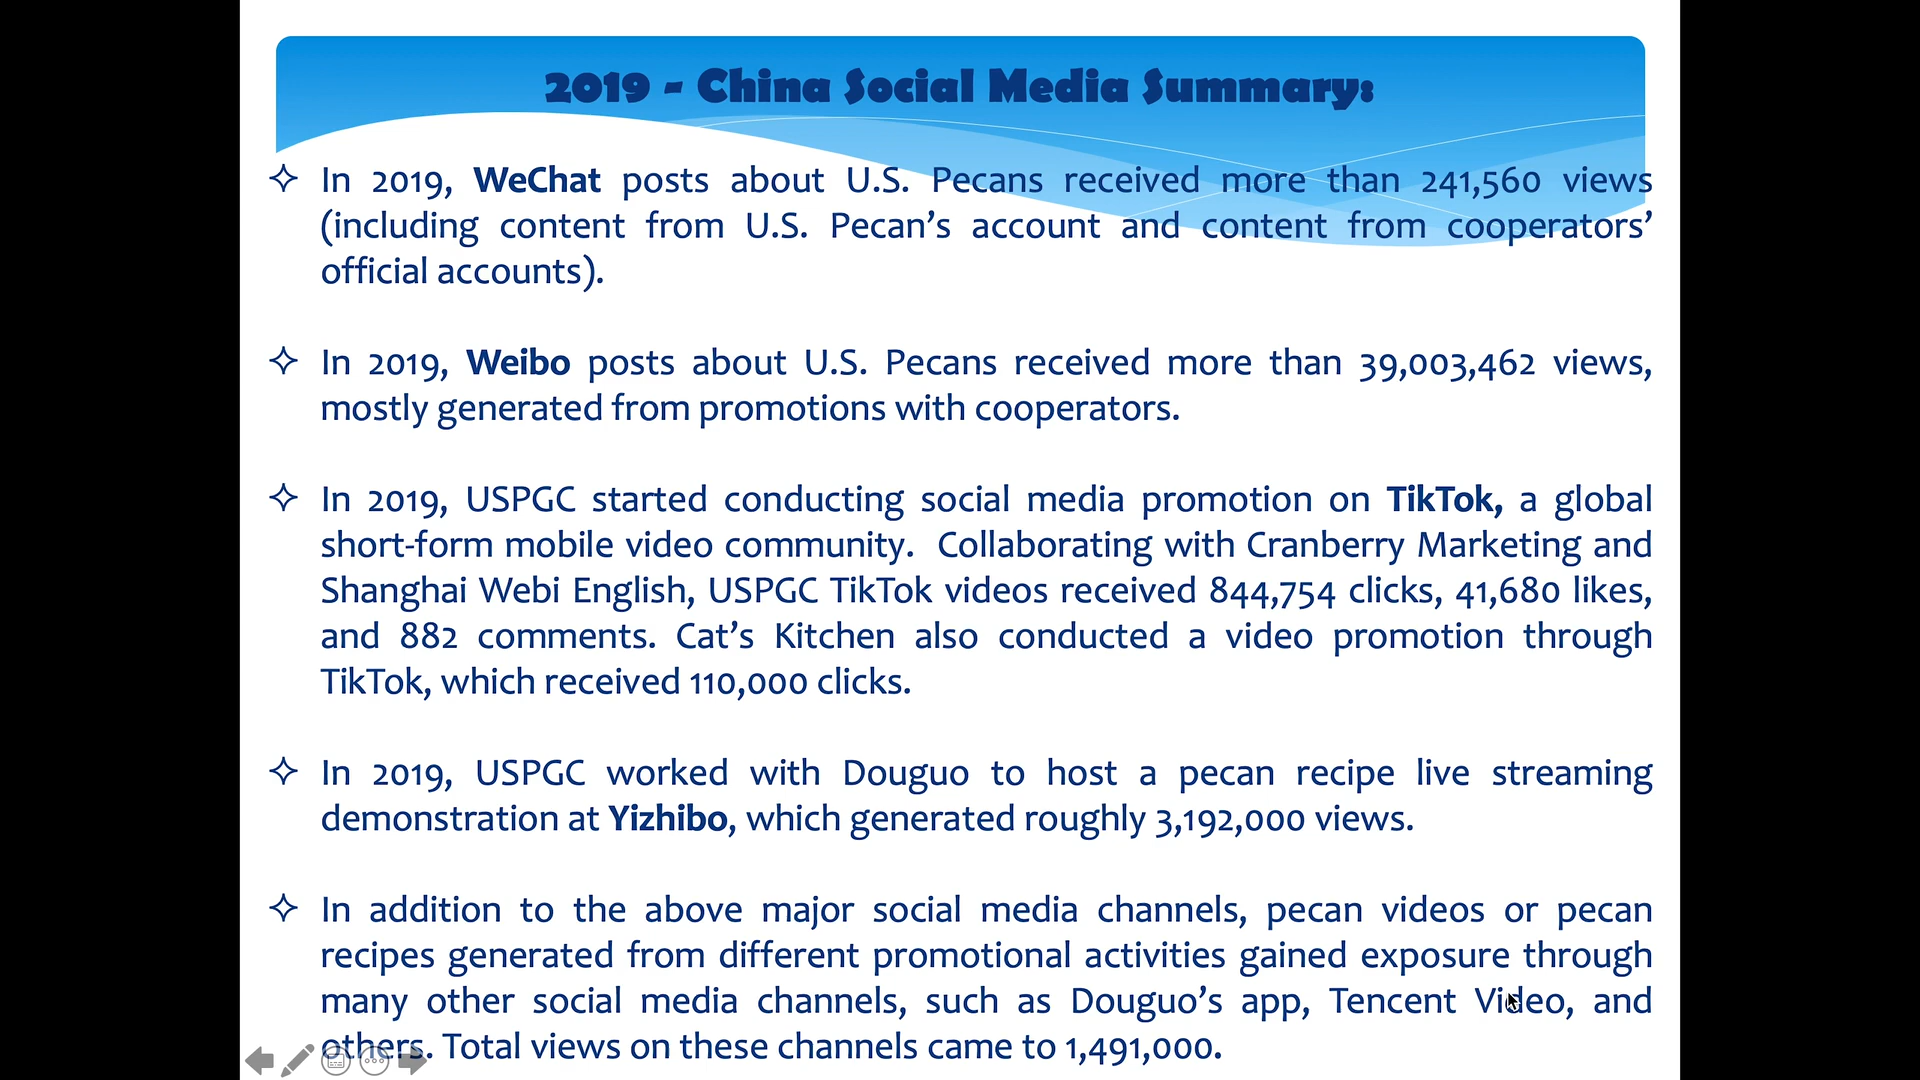 2019 - China Social Media Summary:
In 2019, WeChat posts about U.S. Pecans received more than 241,560 views
(including content from U.S. Pecan’s account and content from cooperators’
official accounts).
In 2019, Weibo posts about U.S. Pecans received more than 39,003,462 views,
mostly generated from promotions with cooperators.
In 2019, USPGC started conducting social media promotion on TikTok, a global
short-form mobile video community. Collaborating with Cranberry Marketing and
Shanghai Webi English, USPGC TikTok videos received 844,754 clicks, 41,680 likes,
and 882 comments. Cat’s Kitchen also conducted a video promotion through
TikTok, which received 110,000 clicks.
In 2019, USPGC worked with Douguo to host a pecan recipe live streaming
demonstration at Yizhibo, which generated roughly 3,192,000 views.
In addition to the above major social media channels, pecan videos or pecan
recipes generated from different promotional activities gained exposure through
many other social media channels, such as Douguo’s app, Tencent Video, and
others. Total views on these channels came to 1,491,000.